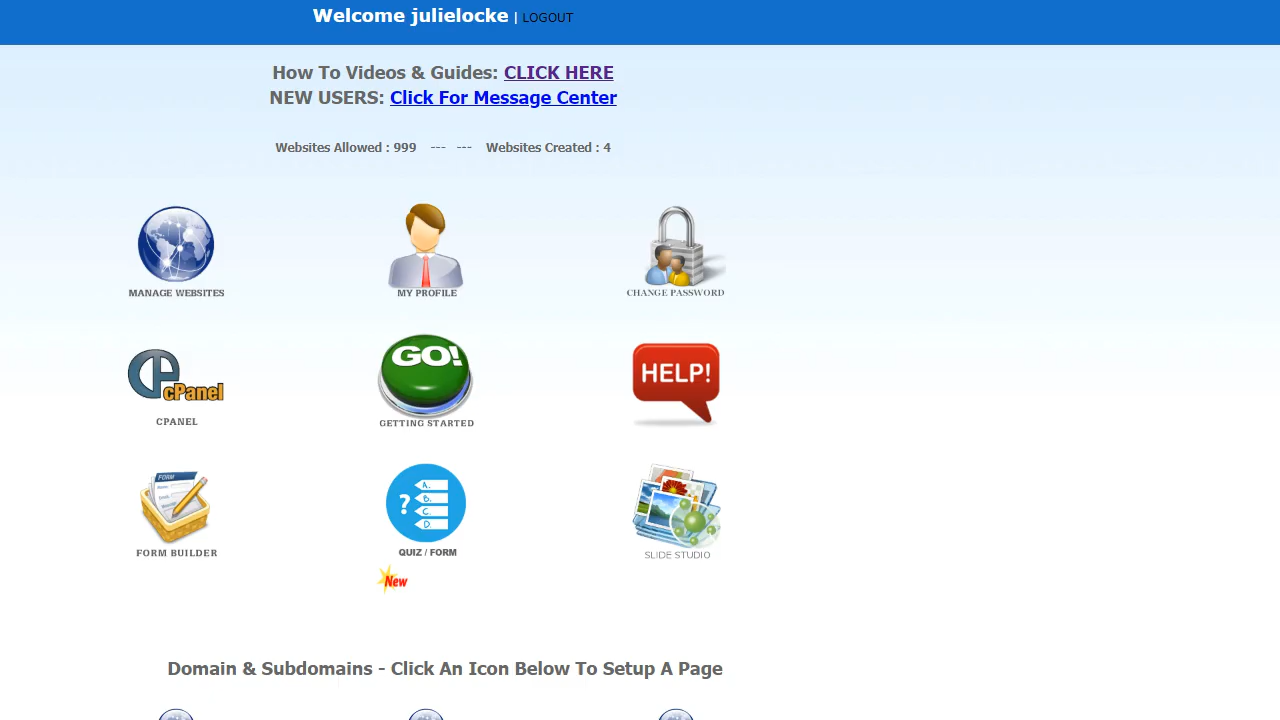 Welcome julielocke | LOGOUT
How To Videos & Guides: CLICK HERE
NEW USERS: Click For Message Center
Websites Allowed : 999 --- --- Websites Created : 4
MANAGE WEBSITES
MY PROFILE
CHANGE PASSWORD
cPanel
CPANEL
GO!
GETTING STARTED
HELP!
FORM
FORM BUILDER
? A. B. C. D.
QUIZ / FORM
New
SLIDE STUDIO
Domain & Subdomains - Click An Icon Below To Setup A Page